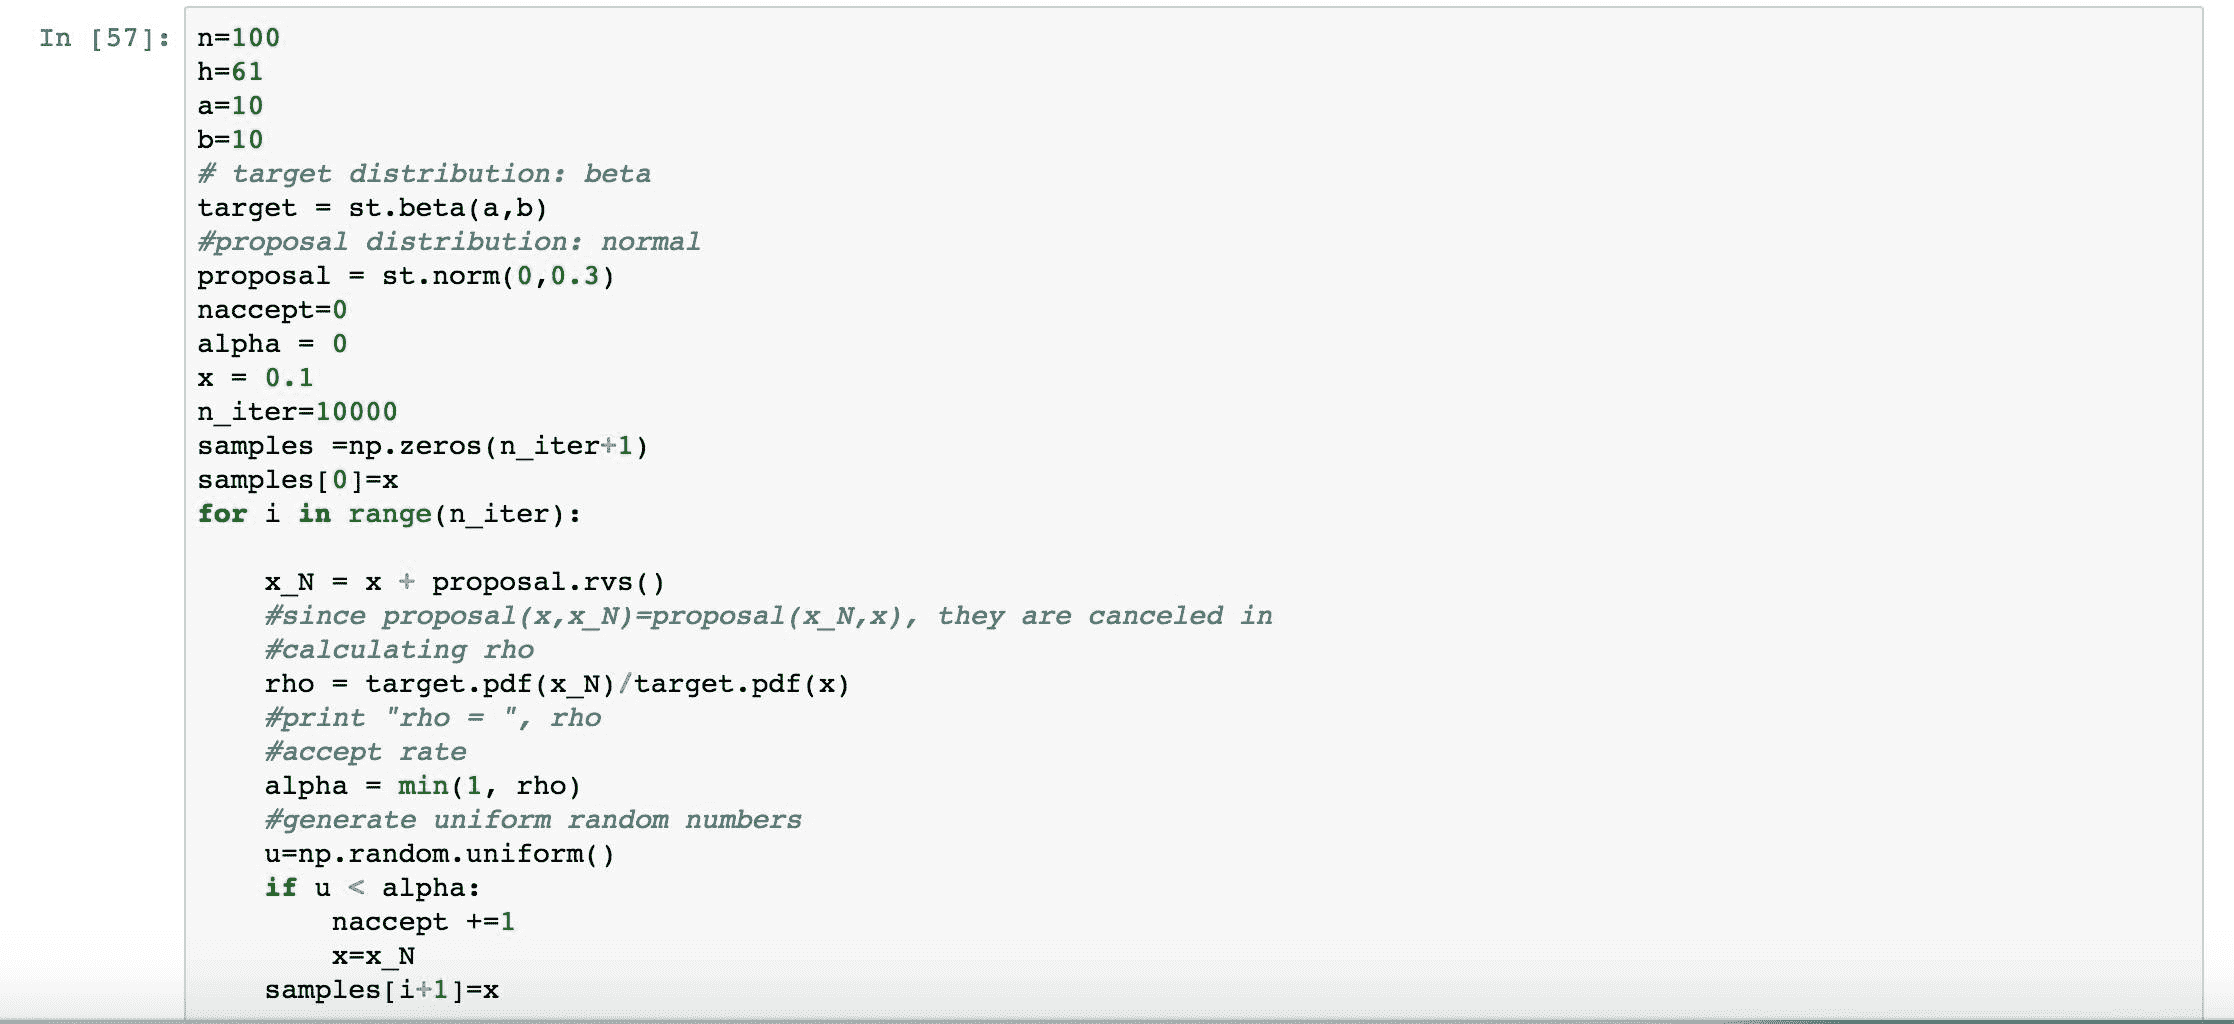 In [57]: n=100
h=61
a=10
b=10
# target distribution: beta
target = st.beta(a,b)
#proposal distribution: normal
proposal = st.norm(0,0.3)
naccept=0
alpha = 0
x = 0.1
n_iter=10000
samples =np.zeros(n_iter+1)
samples[0]=x
for i in range(n_iter):

    x_N = x + proposal.rvs()
    #since proposal(x,x_N)=proposal(x_N,x), they are canceled in
    #calculating rho
    rho = target.pdf(x_N)/target.pdf(x)
    #print "rho = ", rho
    #accept rate
    alpha = min(1, rho)
    #generate uniform random numbers
    u=np.random.uniform()
    if u < alpha:
        naccept +=1
        x=x_N
    samples[i+1]=x